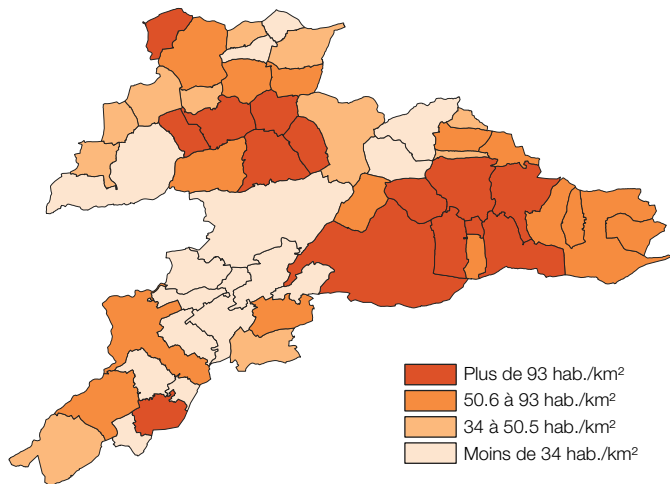 Plus de 93 hab./km²
50.6 à 93 hab./km²
34 à 50.5 hab./km²
Moins de 34 hab./km²